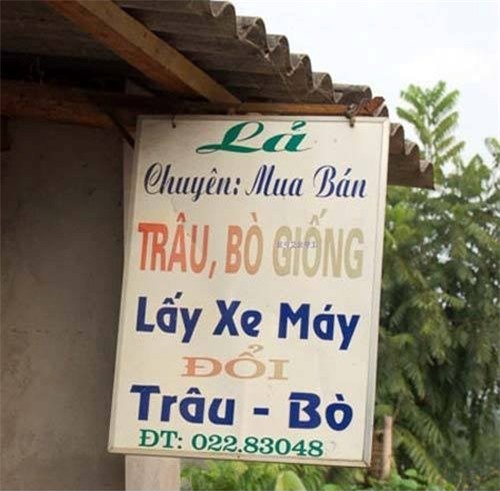 Lả
Chuyên: Mua Bán
TRÂU, BÒ GIỐNG
Lấy Xe Máy
ĐỔI
Trâu - Bò
ĐT: 022.83048